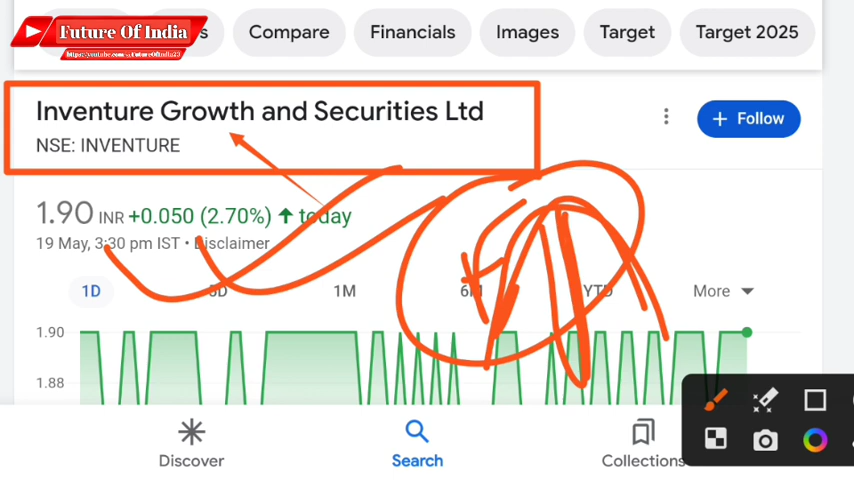 Future Of India
Compare
Financials
Images
Target
Target 2025
Inventure Growth and Securities Ltd
NSE: INVENTURE
+ Follow
1.90 INR +0.050 (2.70%) ↑ today
19 May, 3:30 pm IST • Disclaimer
1D
1M
6M
YTD
More
1.90
1.88
Discover
Search
Collections